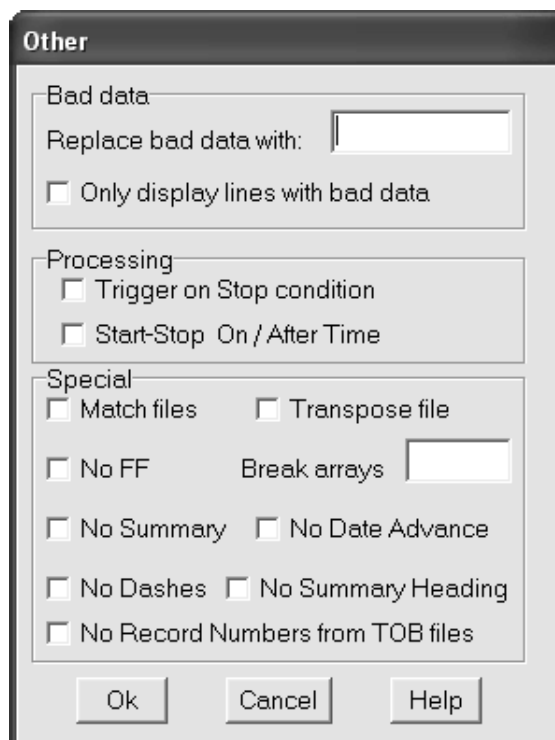 Other
Bad data
Replace bad data with:
Only display lines with bad data
Processing
Trigger on Stop condition
Start-Stop On / After Time
Special
Match files Transpose file
No FF Break arrays
No Summary No Date Advance
No Dashes No Summary Heading
No Record Numbers from TOB files
Ok Cancel Help